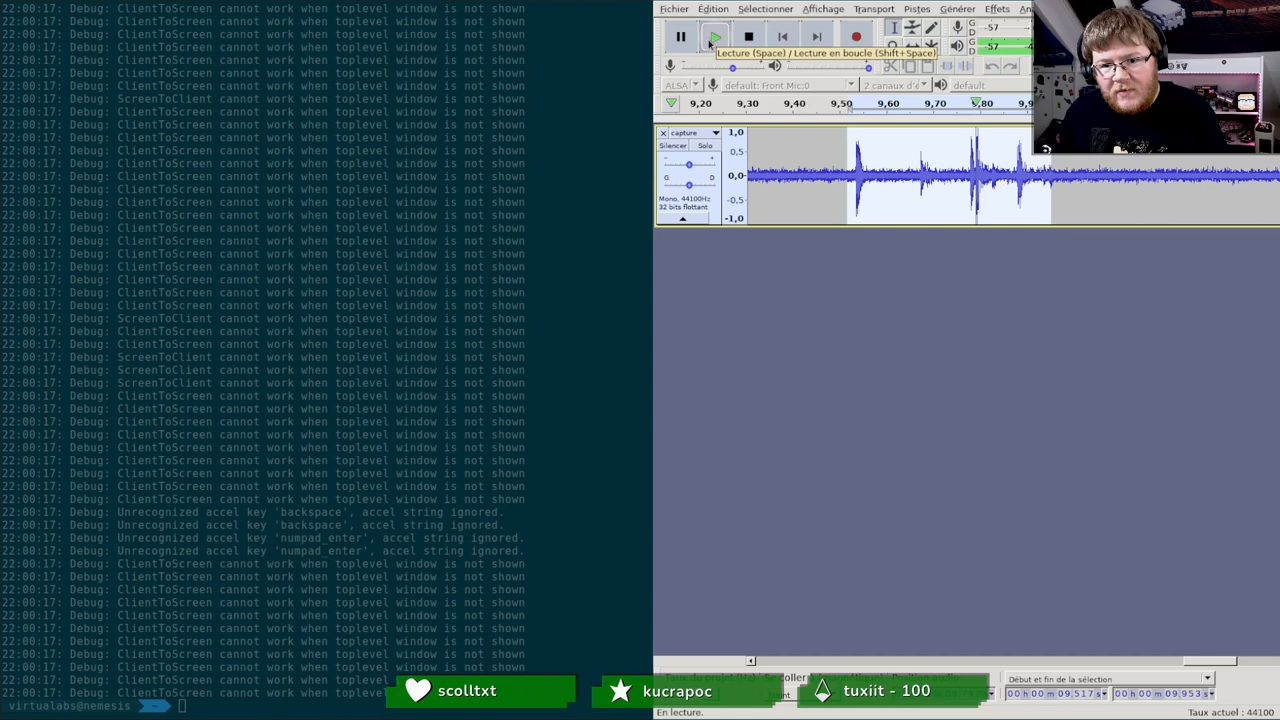 22:00:17: Debug: ClientToScreen cannot work when toplevel window is not shown
22:00:17: Debug: ClientToScreen cannot work when toplevel window is not shown
22:00:17: Debug: ClientToScreen cannot work when toplevel window is not shown
22:00:17: Debug: ClientToScreen cannot work when toplevel window is not shown
22:00:17: Debug: ClientToScreen cannot work when toplevel window is not shown
22:00:17: Debug: ClientToScreen cannot work when toplevel window is not shown
22:00:17: Debug: ClientToScreen cannot work when toplevel window is not shown
22:00:17: Debug: ScreenToClient cannot work when toplevel window is not shown
22:00:17: Debug: ClientToScreen cannot work when toplevel window is not shown
22:00:17: Debug: ClientToScreen cannot work when toplevel window is not shown
22:00:17: Debug: ClientToScreen cannot work when toplevel window is not shown
22:00:17: Debug: ClientToScreen cannot work when toplevel window is not shown
22:00:17: Debug: ClientToScreen cannot work when toplevel window is not shown
22:00:17: Debug: ScreenToClient cannot work when toplevel window is not shown
22:00:17: Debug: ScreenToClient cannot work when toplevel window is not shown
22:00:17: Debug: ScreenToClient cannot work when toplevel window is not shown
22:00:17: Debug: ClientToScreen cannot work when toplevel window is not shown
22:00:17: Debug: ClientToScreen cannot work when toplevel window is not shown
22:00:17: Debug: ClientToScreen cannot work when toplevel window is not shown
22:00:17: Debug: ClientToScreen cannot work when toplevel window is not shown
22:00:17: Debug: ClientToScreen cannot work when toplevel window is not shown
22:00:17: Debug: ClientToScreen cannot work when toplevel window is not shown
22:00:17: Debug: ClientToScreen cannot work when toplevel window is not shown
22:00:17: Debug: ClientToScreen cannot work when toplevel window is not shown
22:00:17: Debug: ScreenToClient cannot work when toplevel window is not shown
22:00:17: Debug: ClientToScreen cannot work when toplevel window is not shown
22:00:17: Debug: ClientToScreen cannot work when toplevel window is not shown
22:00:17: Debug: ScreenToClient cannot work when toplevel window is not shown
22:00:17: Debug: ScreenToClient cannot work when toplevel window is not shown
22:00:17: Debug: ScreenToClient cannot work when toplevel window is not shown
22:00:17: Debug: ClientToScreen cannot work when toplevel window is not shown
22:00:17: Debug: ClientToScreen cannot work when toplevel window is not shown
22:00:17: Debug: ClientToScreen cannot work when toplevel window is not shown
22:00:17: Debug: ClientToScreen cannot work when toplevel window is not shown
22:00:17: Debug: ClientToScreen cannot work when toplevel window is not shown
22:00:17: Debug: ClientToScreen cannot work when toplevel window is not shown
22:00:17: Debug: ClientToScreen cannot work when toplevel window is not shown
22:00:17: Debug: ClientToScreen cannot work when toplevel window is not shown
22:00:17: Debug: ClientToScreen cannot work when toplevel window is not shown
22:00:17: Debug: Unrecognized accel key 'backspace', accel string ignored.
22:00:17: Debug: Unrecognized accel key 'backspace', accel string ignored.
22:00:17: Debug: Unrecognized accel key 'numpad_enter', accel string ignored.
22:00:17: Debug: Unrecognized accel key 'numpad_enter', accel string ignored.
22:00:17: Debug: ClientToScreen cannot work when toplevel window is not shown
22:00:17: Debug: ClientToScreen cannot work when toplevel window is not shown
22:00:17: Debug: ClientToScreen cannot work when toplevel window is not shown
22:00:17: Debug: ClientToScreen cannot work when toplevel window is not shown
22:00:17: Debug: ClientToScreen cannot work when toplevel window is not shown
22:00:17: Debug: ClientToScreen cannot work when toplevel window is not shown
22:00:17: Debug: ClientToScreen cannot work when toplevel window is not shown
22:00:17: Debug: ClientToScreen cannot work when toplevel window is not shown
22:00:17: Debug: ClientToScreen cannot work when toplevel window is not shown
22:00:17: Debug: ClientToScreen
virtualabs@nemesis ~
Fichier Édition Sélectionner Affichage Transport Pistes Générer Effets
G -57
D
G
D -57
Lecture (Space) / Lecture en boucle (Shift+Space)
ALSA default: Front Mic:0 2 canaux d'e default
9,20 9,30 9,40 9,50 9,60 9,70 9,80 9,9
capture
Silencer Solo
- +
G D
Mono, 44100Hz
32 bits flottant
1,0
0,5
0,0
-0,5
-1,0
Début et fin de la sélection
00 h 00 m 09,517 s 00 h 00 m 09,953 s
En lecture.
Taux actuel : 44100
scolltxt
kucrapoc
tuxiit - 100